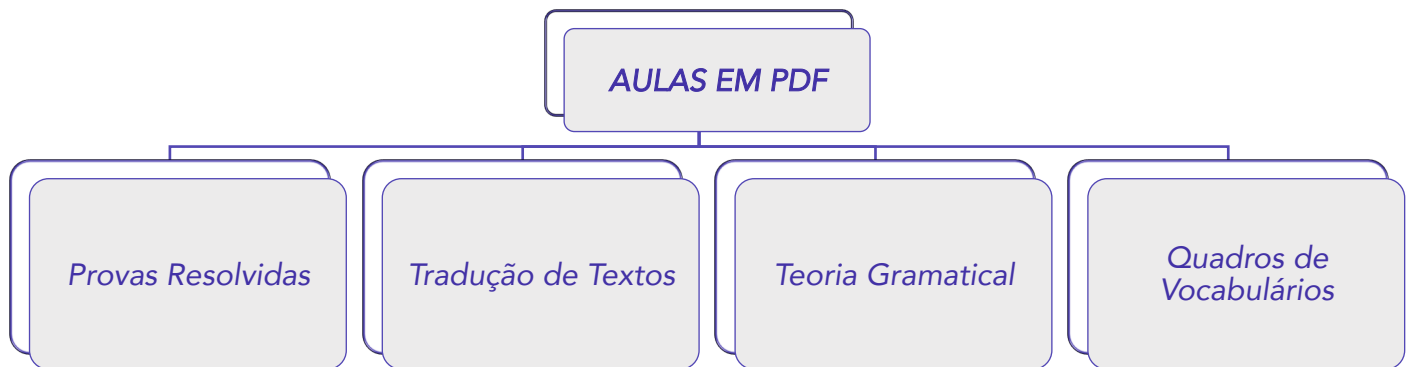 AULAS EM PDF
Provas Resolvidas
Tradução de Textos
Teoria Gramatical
Quadros de
Vocabulários